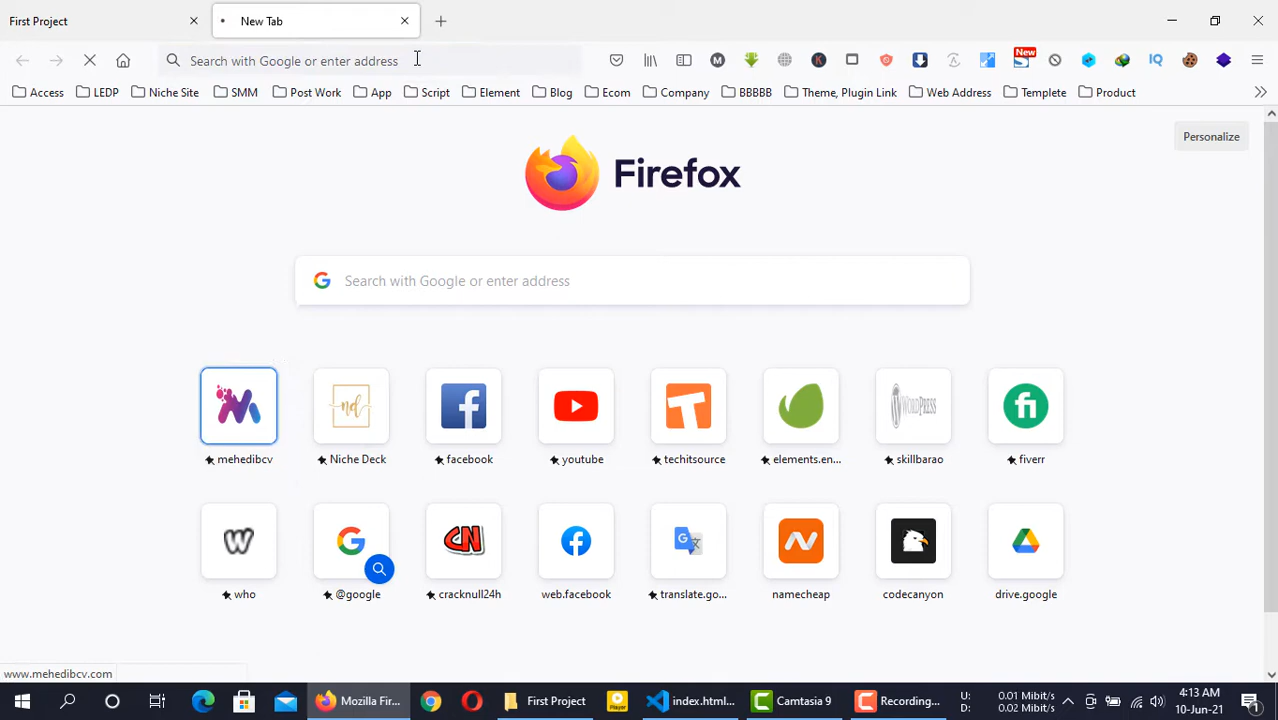 First Project
New Tab
Search with Google or enter address
New
Access LEDP Niche Site SMM Post Work App Script Element Blog Ecom Company BBBBB Theme, Plugin Link Web Address Templete Product
Personalize
Firefox
Search with Google or enter address
mehedibcv Niche Deck facebook youtube techitsource elements.en... skillbarao fiverr
who @google cracknull24h web.facebook translate.go... namecheap codecanyon drive.google
www.mehedibcv.com
Mozilla Fir... First Project index.html... Camtasia 9 Recording...
U: 0.01 Mibit/s
D: 0.02 Mibit/s
4:13 AM
10-Jun-21